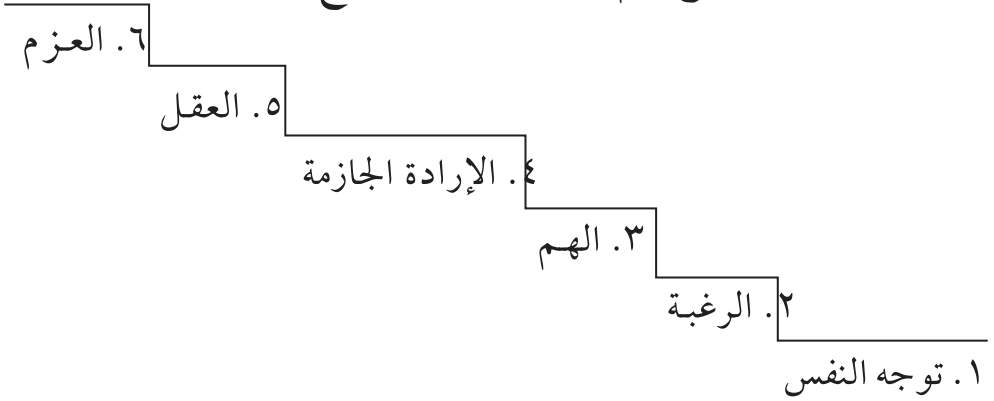 ٦. العزم
٥. العقل
٤. الإرادة الجازمة
٣. الهم
٢. الرغبة
١. توجه النفس